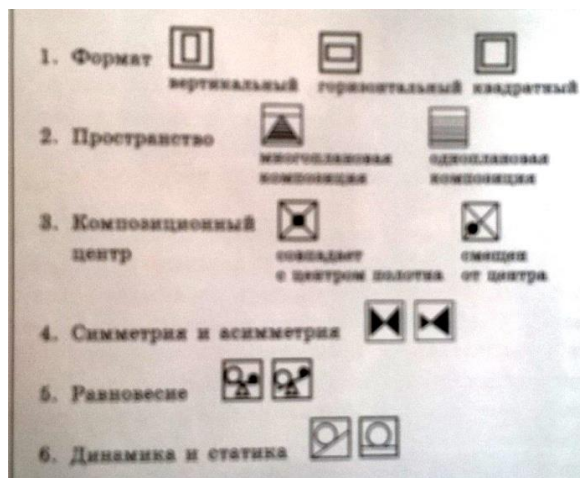 1. Формат
вертикальный горизонтальный квадратный
2. Пространство
многоплановая одноплановая
композиция композиция
3. Композиционный
центр
совпадает смещен
с центром полотна от центра
4. Симметрия и асимметрия
5. Равновесие
6. Динамика и статика